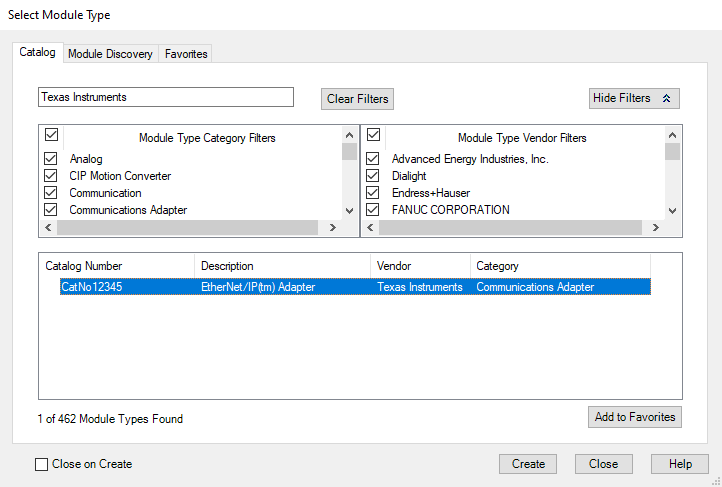 Select Module Type
Catalog Module Discovery Favorites
Texas Instruments Clear Filters Hide Filters
Module Type Category Filters Module Type Vendor Filters
Analog Advanced Energy Industries, Inc.
CIP Motion Converter Dialight
Communication Endress+Hauser
Communications Adapter FANUC CORPORATION
Catalog Number Description Vendor Category
CatNo12345 EtherNet/IP(tm) Adapter Texas Instruments Communications Adapter
1 of 462 Module Types Found Add to Favorites
Close on Create Create Close Help